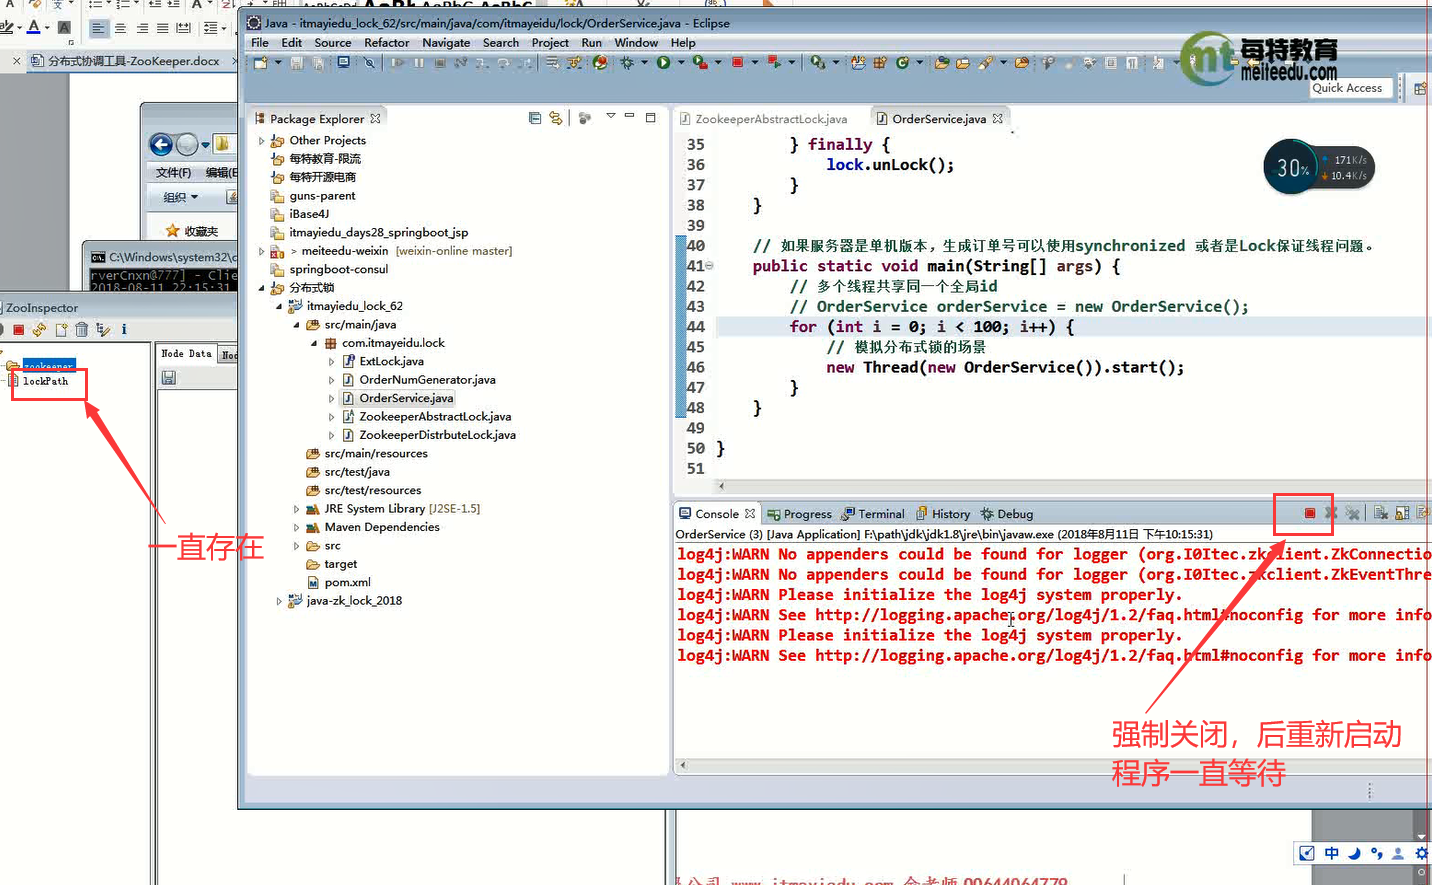 Java - itmayiedu_lock_62/src/main/java/com/itmayeidu/lock/OrderService.java - Eclipse
File Edit Source Refactor Navigate Search Project Run Window Help
分布式协调工具-ZooKeeper.docx
每特教育
meiteedu.com
Quick Access
Package Explorer
ZookeeperAbstractLock.java
OrderService.java
Other Projects
每特教育-限流
每特开源电商
guns-parent
iBase4J
itmayiedu_days28_springboot_jsp
> meiteedu-weixin [weixin-online master]
springboot-consul
分布式锁
itmayiedu_lock_62
src/main/java
com.itmayeidu.lock
ExtLock.java
OrderNumGenerator.java
OrderService.java
ZookeeperAbstractLock.java
ZookeeperDistrbuteLock.java
src/main/resources
src/test/java
src/test/resources
JRE System Library [J2SE-1.5]
Maven Dependencies
src
target
pom.xml
java-zk_lock_2018
35 } finally {
36 lock.unLock();
37 }
38 }
39
40 // 如果服务器是单机版本，生成订单号可以使用synchronized 或者是Lock保证线程问题。
41 public static void main(String[] args) {
42 // 多个线程共享同一个全局id
43 // OrderService orderService = new OrderService();
44 for (int i = 0; i < 100; i++) {
45 // 模拟分布式锁的场景
46 new Thread(new OrderService()).start();
47 }
48 }
49
50 }
51
30%
171K/s
10.4K/s
文件(F) 编辑(E
组织
收藏夹
C:\Windows\system32\c
rverCnxn@777] - Clie
2018-08-11 22:15:31
ZooInspector
Node Data
zookeeper
lockPath
一直存在
Console Progress Terminal History Debug
OrderService (3) [Java Application] F:\path\jdk\jdk1.8\jre\bin\javaw.exe (2018年8月11日 下午10:15:31)
log4j:WARN No appenders could be found for logger (org.I0Itec.zkclient.ZkConnectio
log4j:WARN No appenders could be found for logger (org.I0Itec.zkclient.ZkEventThre
log4j:WARN Please initialize the log4j system properly.
log4j:WARN See http://logging.apache.org/log4j/1.2/faq.html#noconfig for more info
log4j:WARN Please initialize the log4j system properly.
log4j:WARN See http://logging.apache.org/log4j/1.2/faq.html#noconfig for more info
强制关闭，后重新启动
程序一直等待
中